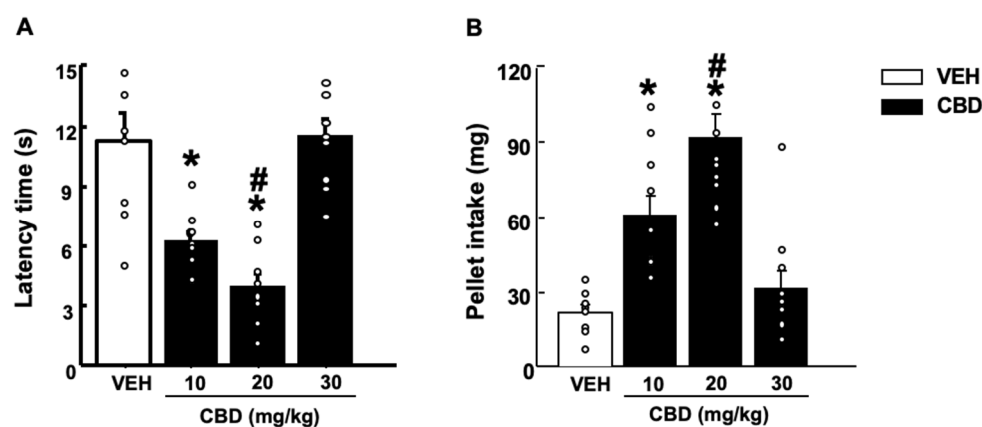 A
Latency time (s)
15
12
9
6
3
0
*
#
*
VEH 10 20 30
CBD (mg/kg)
B
Pellet intake (mg)
120
90
60
30
0
*
#
*
VEH 10 20 30
CBD (mg/kg)
VEH
CBD